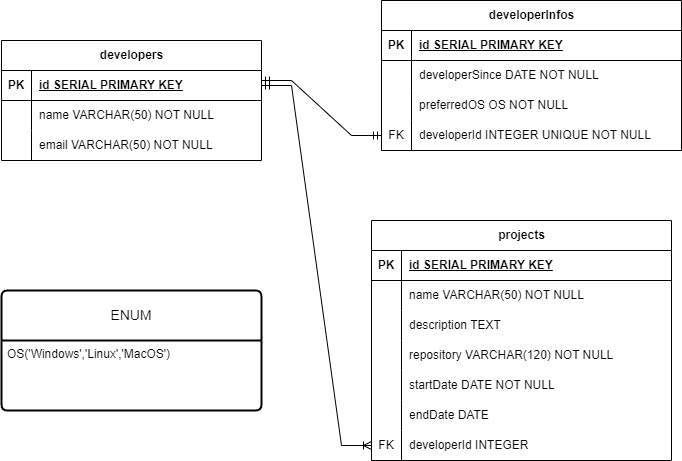 developers
PK id SERIAL PRIMARY KEY
name VARCHAR(50) NOT NULL
email VARCHAR(50) NOT NULL
developerInfos
PK id SERIAL PRIMARY KEY
developerSince DATE NOT NULL
preferredOS OS NOT NULL
FK developerId INTEGER UNIQUE NOT NULL
projects
PK id SERIAL PRIMARY KEY
name VARCHAR(50) NOT NULL
description TEXT
repository VARCHAR(120) NOT NULL
startDate DATE NOT NULL
endDate DATE
FK developerId INTEGER
ENUM
OS('Windows','Linux','MacOS')